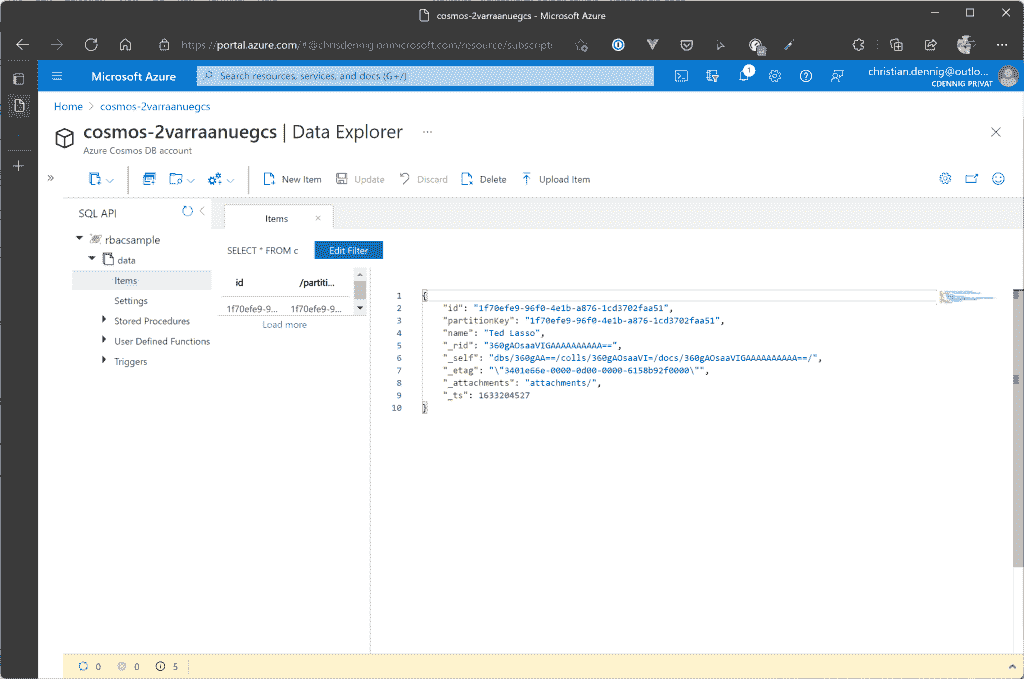 cosmos-2varraanuegcs - Microsoft Azure
https://portal.azure.com/#@chrisdennig.onmicrosoft.com/resource/subscripti
Microsoft Azure
Search resources, services, and docs (G+/)
1
christian.dennig@outlo...
CDENNIG PRIVAT
Home > cosmos-2varraanuegcs
cosmos-2varraanuegcs | Data Explorer ...
Azure Cosmos DB account
New Item Update Discard Delete Upload Item
SQL API
rbacsample
data
Items
Settings
Stored Procedures
User Defined Functions
Triggers
Items
SELECT * FROM c Edit Filter
id /partiti...
1f70efe9-9... 1f70efe9-9...
Load more
1 {
2 "id": "1f70efe9-96f0-4e1b-a876-1cd3702faa51",
3 "partitionKey": "1f70efe9-96f0-4e1b-a876-1cd3702faa51",
4 "name": "Ted Lasso",
5 "_rid": "360gAOsaaVIGAAAAAAAAAA==",
6 "_self": "dbs/360gAA==/colls/360gAOsaaVI=/docs/360gAOsaaVIGAAAAAAAAAA==/",
7 "_etag": "\"3401e66e-0000-0d00-0000-6158b92f0000\"",
8 "_attachments": "attachments/",
9 "_ts": 1633204527
10 }
0 0 5